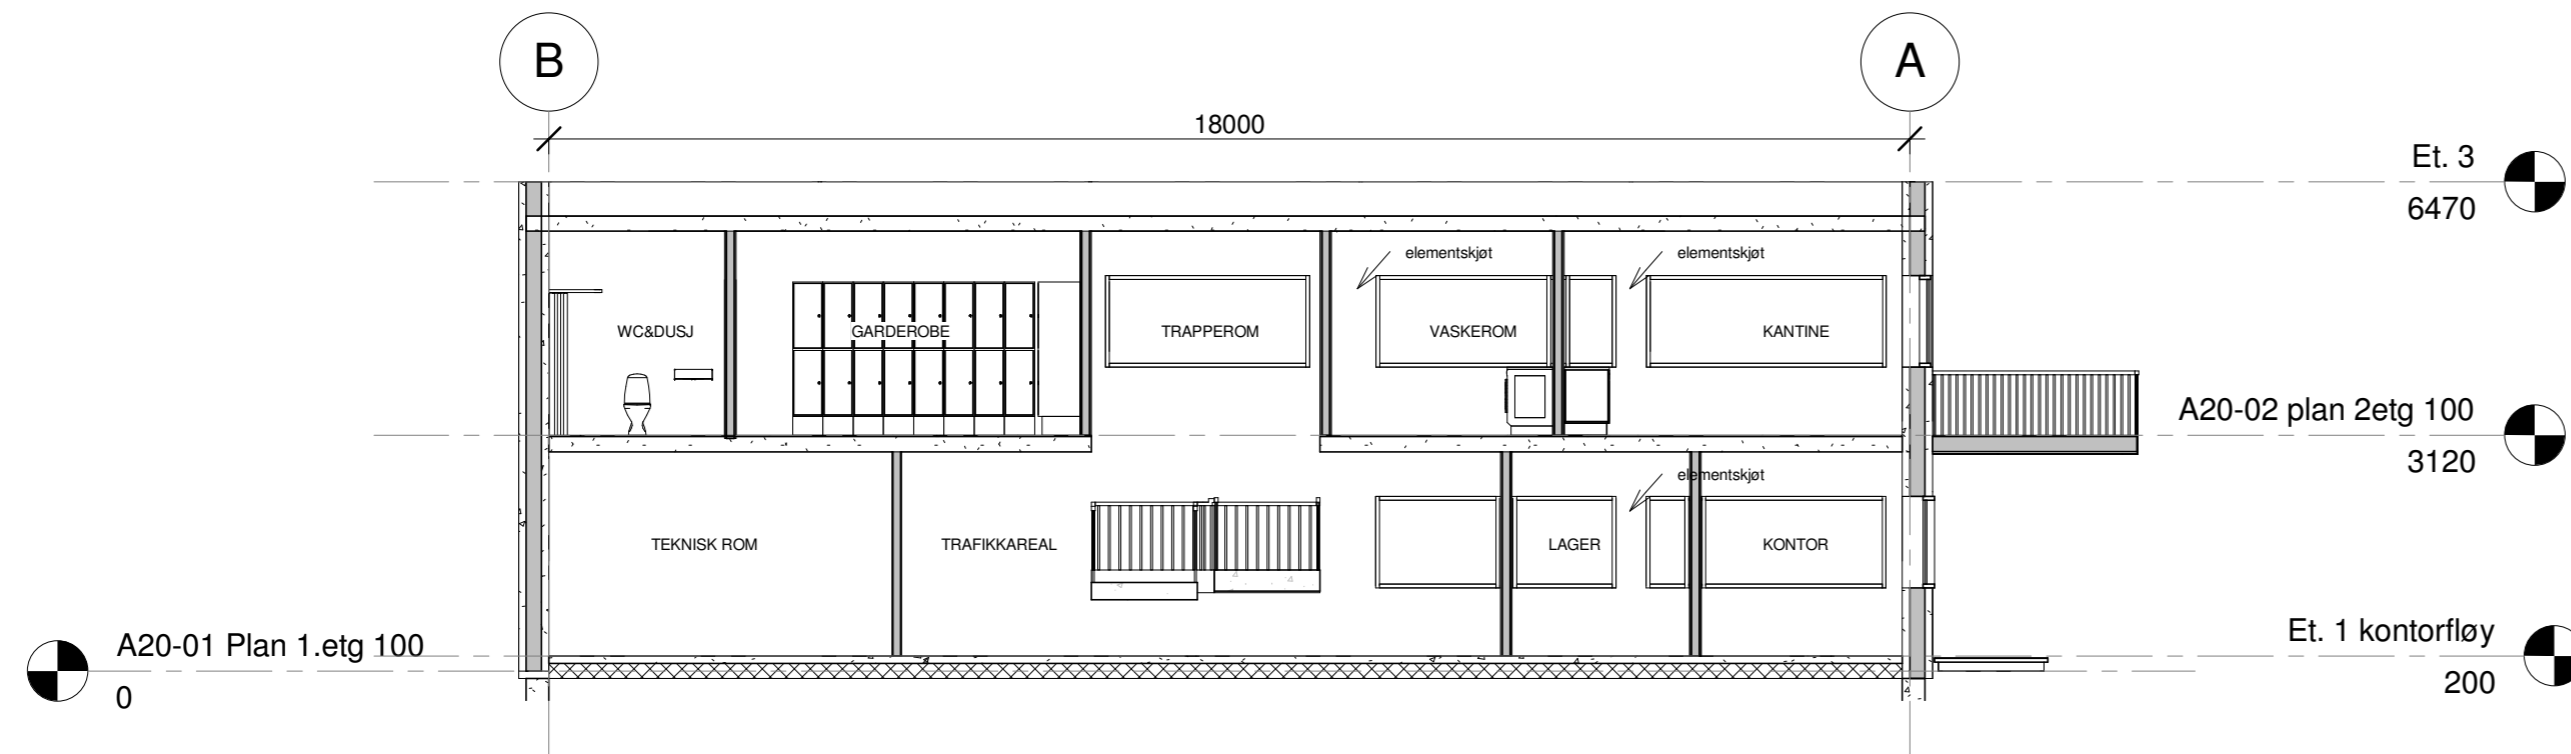 B
A
18000
Et. 3
6470
elementskjøt
elementskjøt
WC&DUSJ
GARDEROBE
TRAPPEROM
VASKEROM
KANTINE
A20-02 plan 2etg 100
3120
elementskjøt
TEKNISK ROM
TRAFIKKAREAL
LAGER
KONTOR
A20-01 Plan 1.etg 100
0
Et. 1 kontorfløy
200